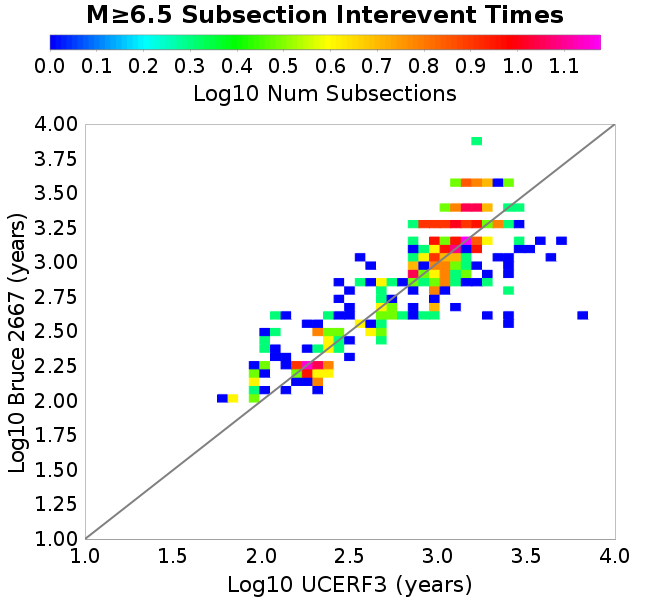 M≥6.5 Subsection Interevent Times
0.0 0.1 0.2 0.3 0.4 0.5 0.6 0.7 0.8 0.9 1.0 1.1
Log10 Num Subsections
4.00
3.75
3.50
3.25
3.00
2.75
2.50
2.25
2.00
1.75
1.50
1.25
1.00
Log10 Bruce 2667 (years)
1.0 1.5 2.0 2.5 3.0 3.5 4.0
Log10 UCERF3 (years)